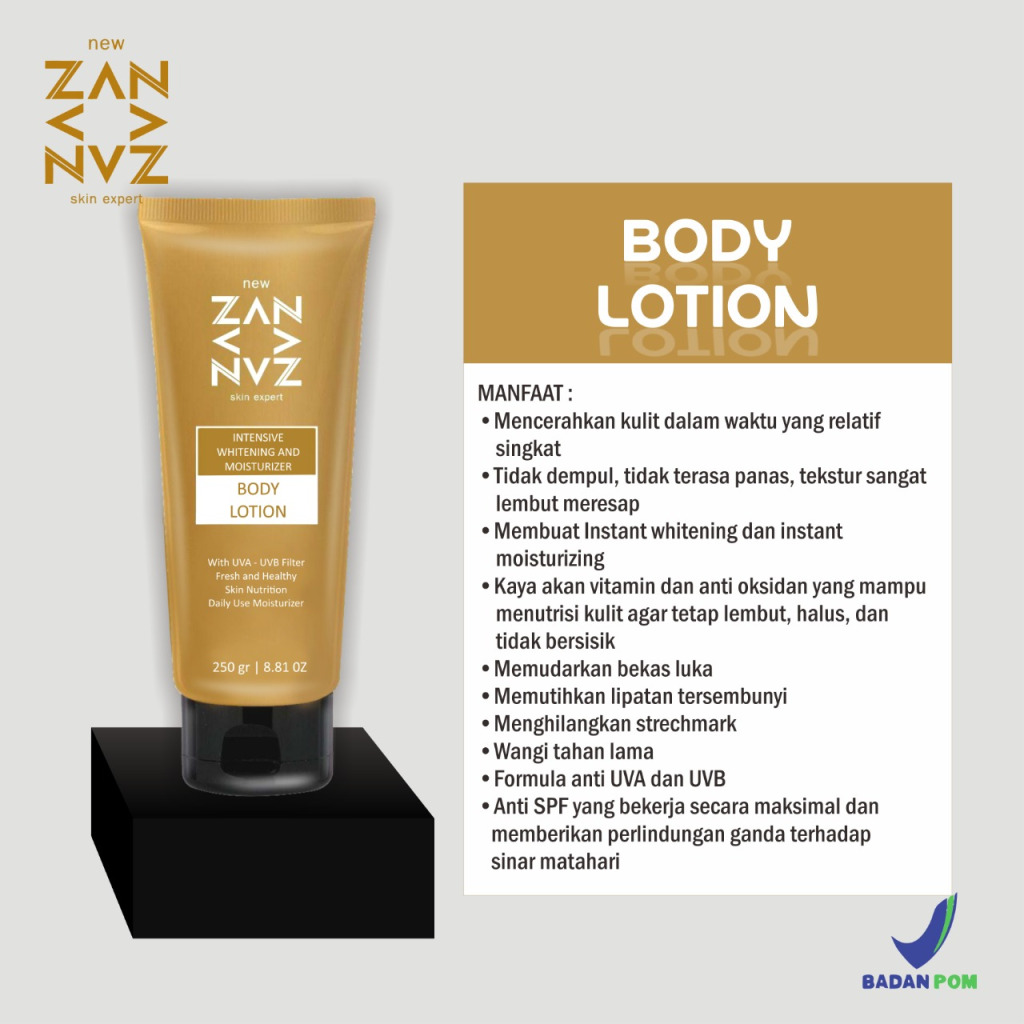 new
ZAN
<>
NVZ
skin expert
new
ZAN
<>
NVZ
skin expert
INTENSIVE
WHITENING AND
MOISTURIZER
BODY
LOTION
With UVA - UVB Filter
Fresh and Healthy
Skin Nutrition
Daily Use Moisturizer
250 gr | 8.81 OZ
BODY
LOTION
MANFAAT :
• Mencerahkan kulit dalam waktu yang relatif
singkat
• Tidak dempul, tidak terasa panas, tekstur sangat
lembut meresap
• Membuat Instant whitening dan instant
moisturizing
• Kaya akan vitamin dan anti oksidan yang mampu
menutrisi kulit agar tetap lembut, halus, dan
tidak bersisik
• Memudarkan bekas luka
• Memutihkan lipatan tersembunyi
• Menghilangkan strechmark
• Wangi tahan lama
• Formula anti UVA dan UVB
• Anti SPF yang bekerja secara maksimal dan
memberikan perlindungan ganda terhadap
sinar matahari
BADAN POM